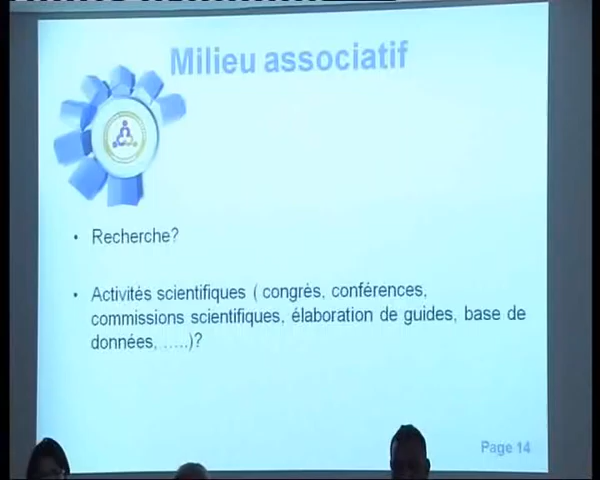 Milieu associatif
• Recherche?
• Activités scientifiques ( congrès, conférences,
commissions scientifiques, élaboration de guides, base de
données, .....)?
Page 14